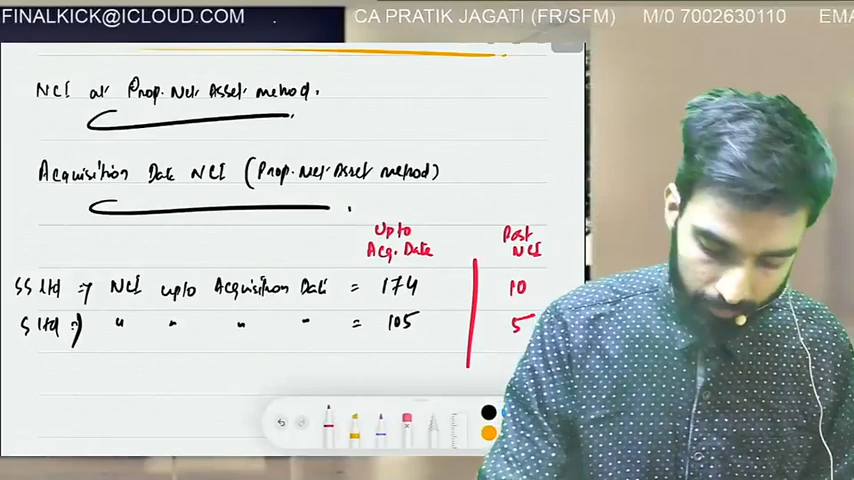 FINALKICK@ICLOUD.COM
CA PRATIK JAGATI (FR/SFM)
M/0 7002630110
EMA
NCI at Prop. Net Asset method.
Acquisition Date NCI (Prop. Net Asset method)
Upto
Acq. Date
Post
NCI
SS ltd ⇒ NCI upto Acquisition Date = 174 10
S ltd ⇒ " " " " = 105 5